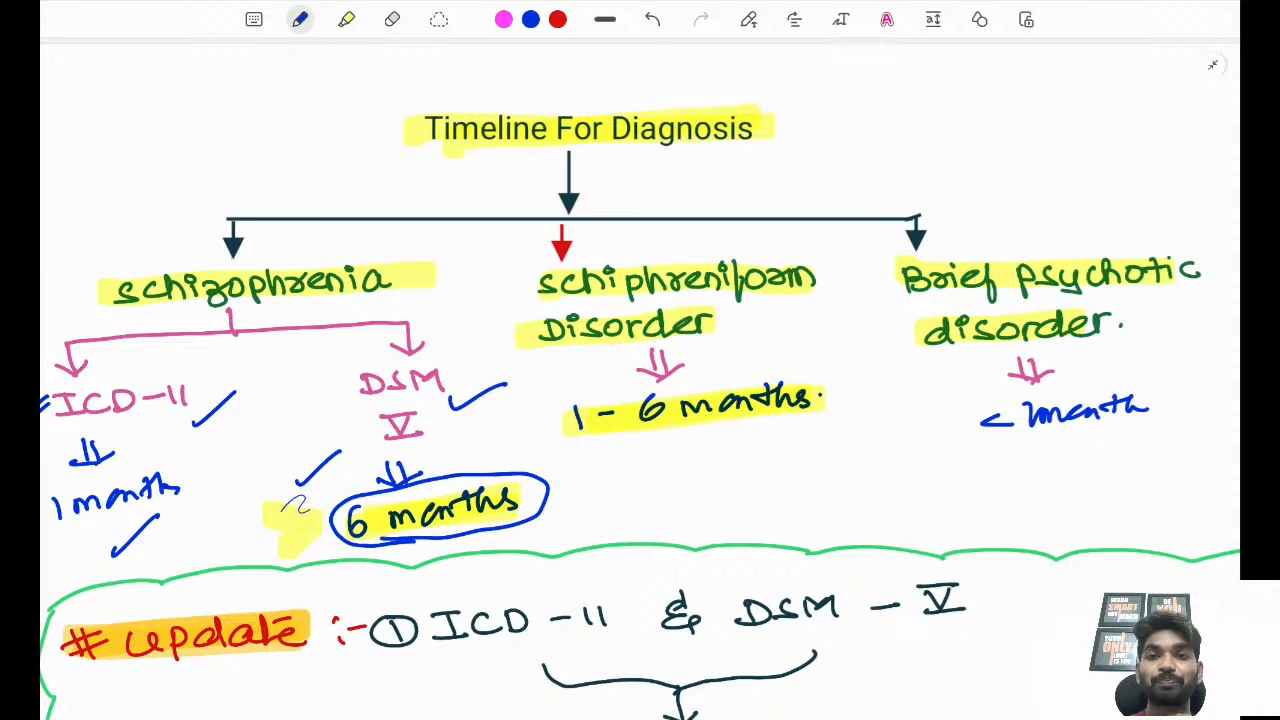 Timeline For Diagnosis
schizophrenia
schiphreniform
Disorder
Brief psychotic
disorder.
ICD-11
DSM
V
1 - 6 months.
< 1month
1 months
6 months
# update :- ① ICD -11 & DSM - V